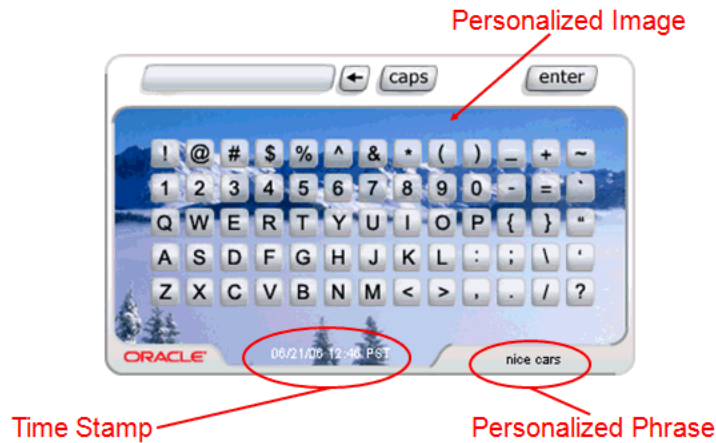 Personalized Image
← caps enter
! @ # $ % ^ & * ( ) _ + ~
1 2 3 4 5 6 7 8 9 0 - = `
Q W E R T Y U I O P { } "
A S D F G H J K L : ; \ '
Z X C V B N M < > , . / ?
ORACLE 06/21/06 12:46 PST nice cars
Time Stamp Personalized Phrase